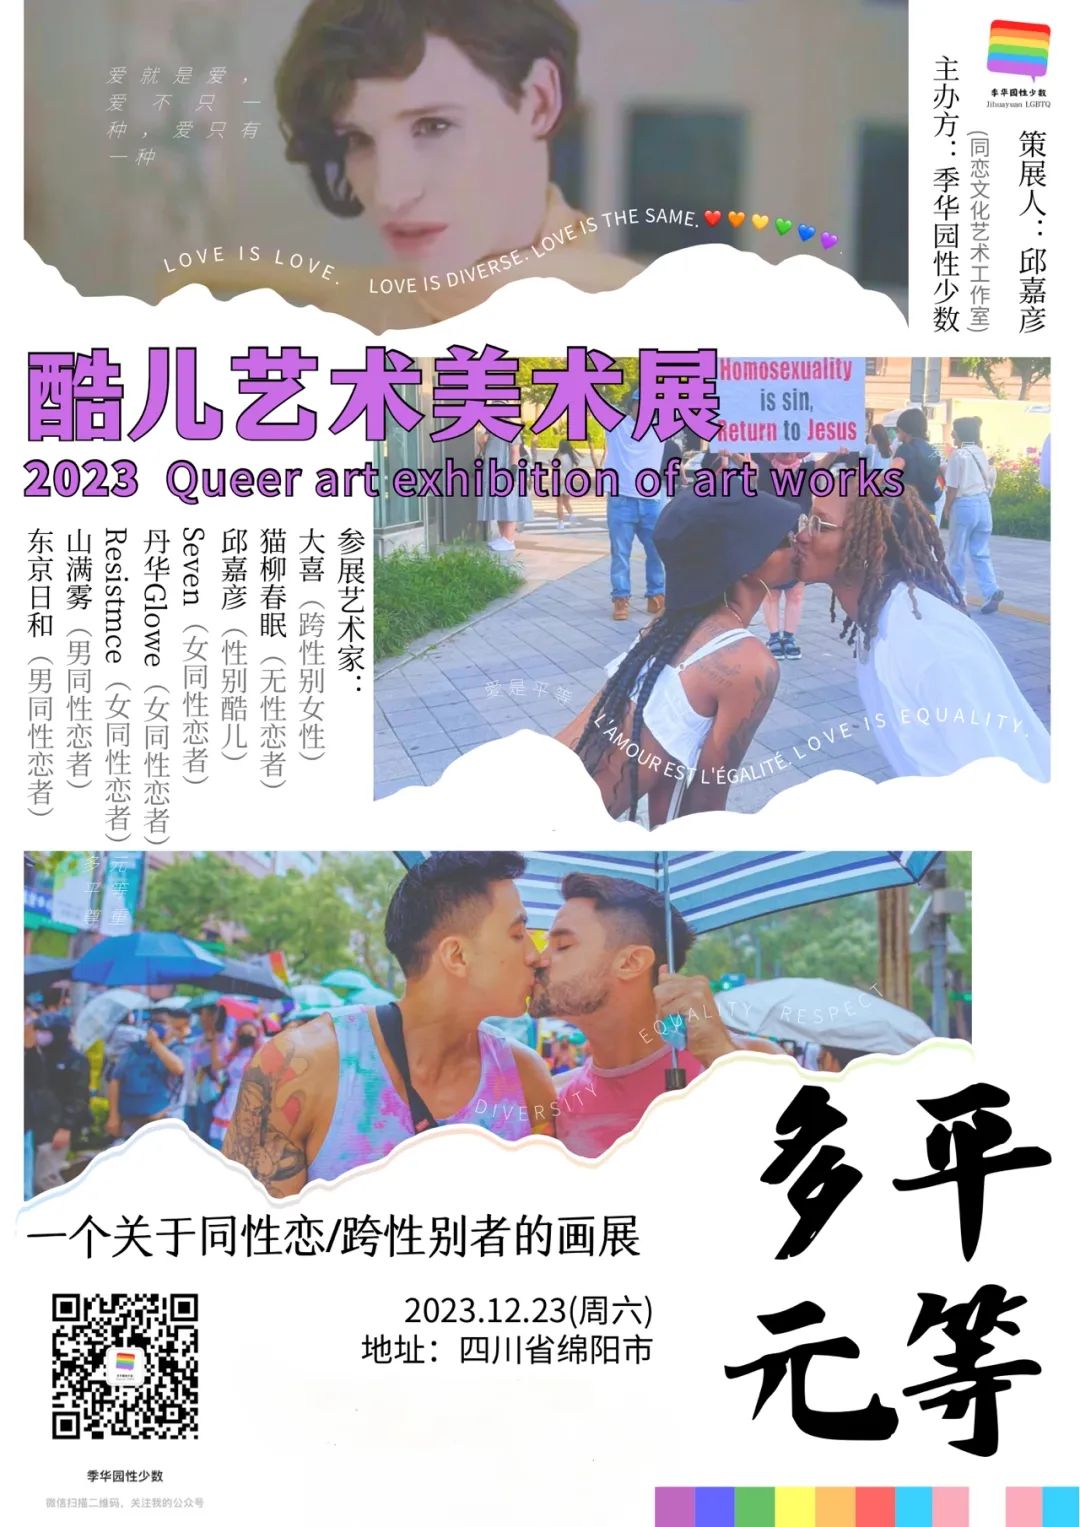 爱就是爱，
爱不只一
种，爱只有
一种
LOVE IS LOVE.
LOVE IS DIVERSE. LOVE IS THE SAME.❤️🧡💛💚💙💜
季华园性少数
Jihuayuan LGBTQ
策展人：邱嘉彦
(同恋文化艺术工作室)
主办方：季华园性少数
酷儿艺术美术展
2023 Queer art exhibition of art works
Homosexuality
is sin,
Return to Jesus
爱是
参展艺术家：
大喜（跨性别女性）
猫柳春眠（无性恋者）
邱嘉彦（性别酷儿）
Seven（女同性恋者）
丹华Glowe（女同性恋者）
Resistmce（女同性恋者）
山满雾（男同性恋者）
东京日和（男同性恋者）
爱是平等
L'AMOUR EST L'ÉGALITÉ. LOVE IS EQUALITY.
多元
平等
尊重
EQUALITY RESPECT
DIVERSITY
多元
平等
一个关于同性恋/跨性别者的画展
2023.12.23(周六)
地址：四川省绵阳市
季华园性少数
微信扫描二维码，关注我的公众号